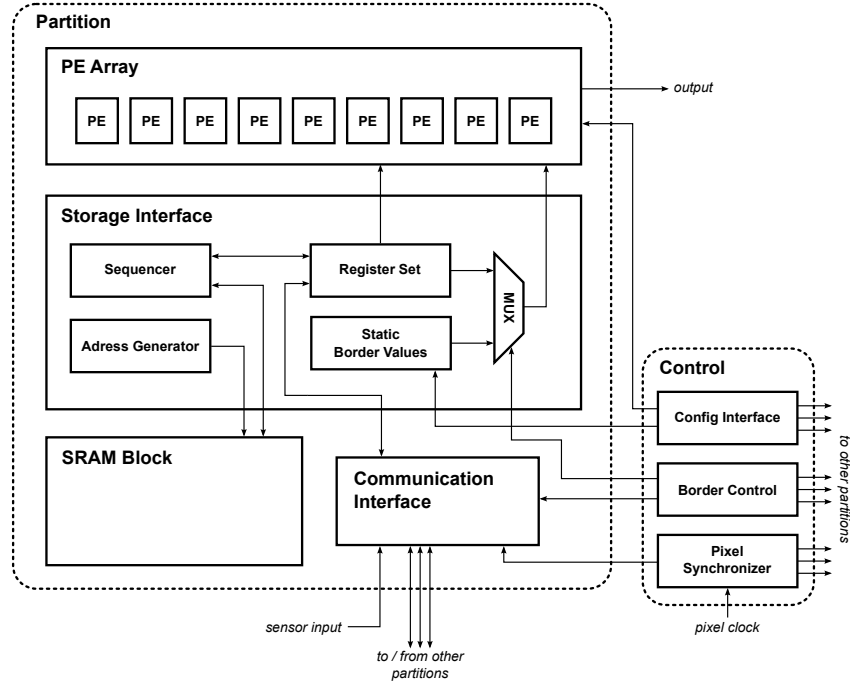 Partition
PE Array
PE PE PE PE PE PE PE PE PE
output
Storage Interface
Sequencer
Register Set
MUX
Adress Generator
Static
Border Values
Control
Config Interface
Border Control
Pixel
Synchronizer
to other
partitions
SRAM Block
Communication
Interface
sensor input
pixel clock
to / from other
partitions